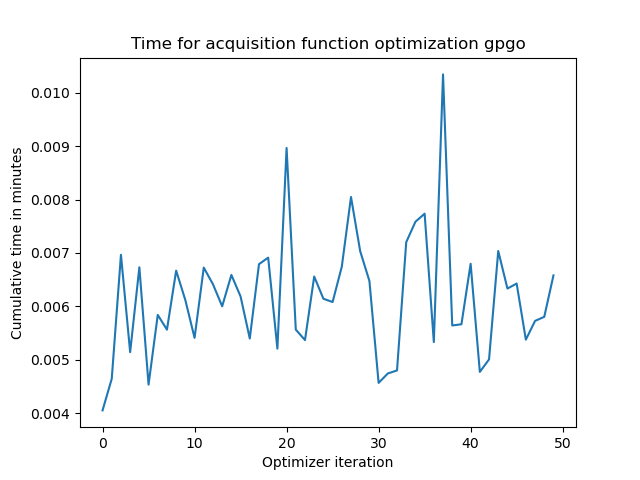 Time for acquisition function optimization gpgo
Cumulative time in minutes
0.010
0.009
0.008
0.007
0.006
0.005
0.004
0 10 20 30 40 50
Optimizer iteration